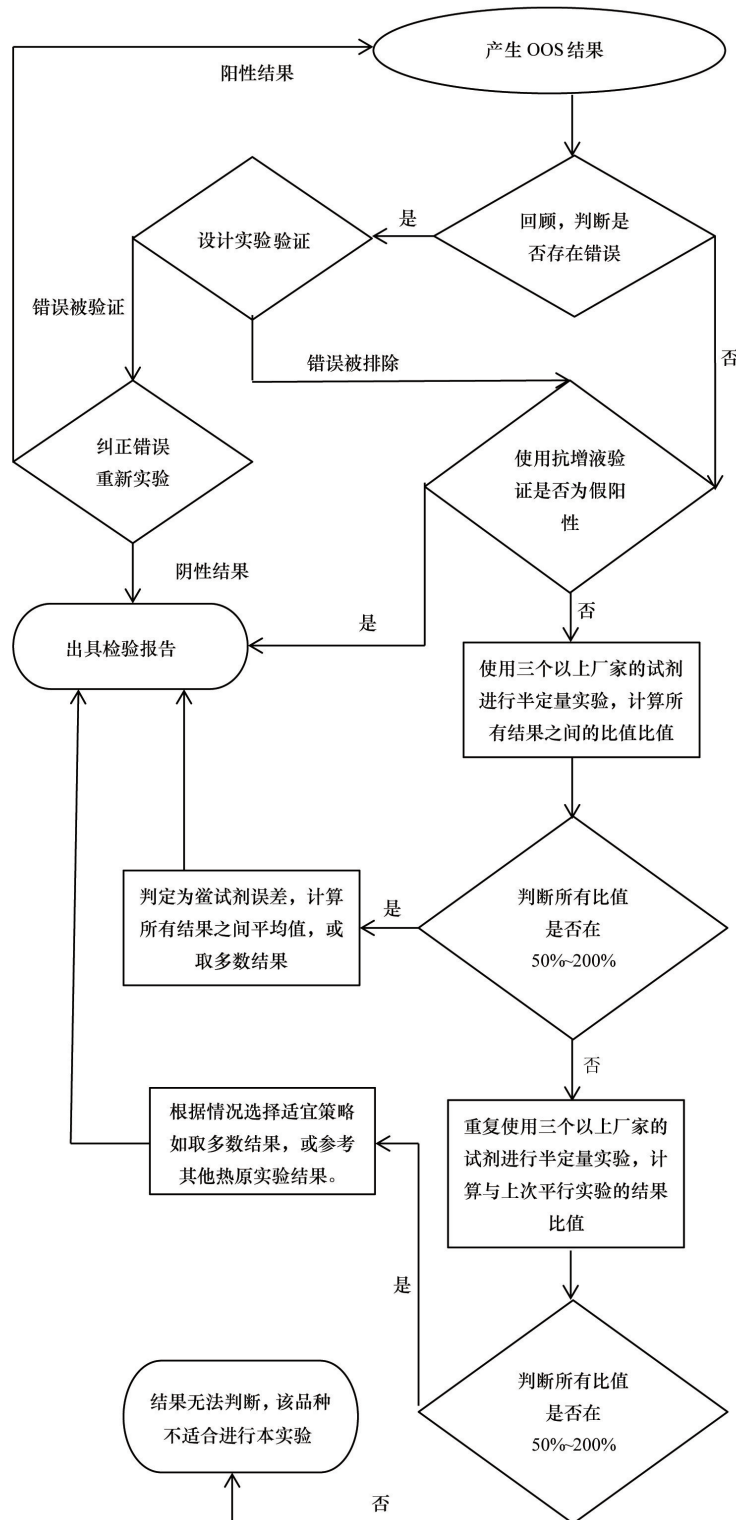 产生 OOS 结果
阳性结果
回顾，判断是
否存在错误
是
设计实验验证
错误被验证
错误被排除
否
纠正错误
重新实验
使用抗增液验
证是否为假阳
性
阴性结果
否
是
出具检验报告
使用三个以上厂家的试剂
进行半定量实验，计算所
有结果之间的比值比值
判定为鲎试剂误差，计算
所有结果之间平均值，或
取多数结果
是
判断所有比值
是否在
50%~200%
否
根据情况选择适宜策略
如取多数结果，或参考
其他热原实验结果。
重复使用三个以上厂家的
试剂进行半定量实验，计
算与上次平行实验的结果
比值
是
判断所有比值
是否在
50%~200%
结果无法判断，该品种
不适合进行本实验
否